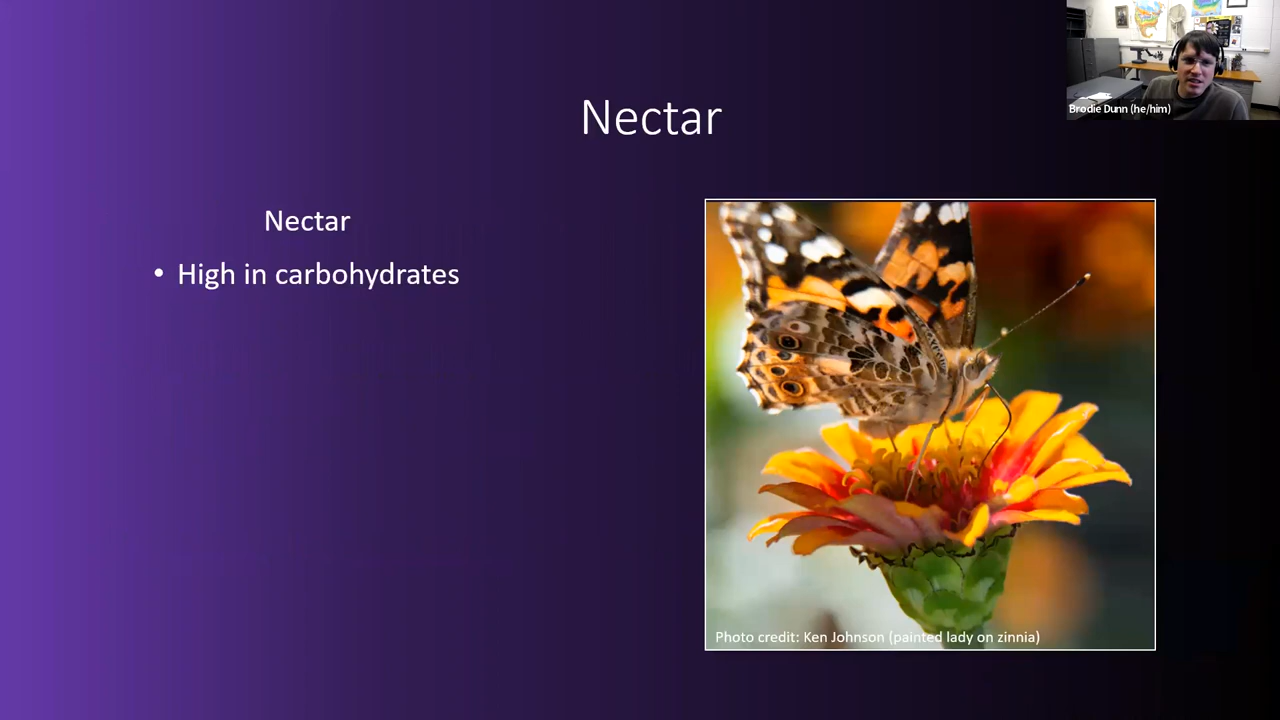 Brodie Dunn (he/him)
Nectar
Nectar
• High in carbohydrates
Photo credit: Ken Johnson (painted lady on zinnia)